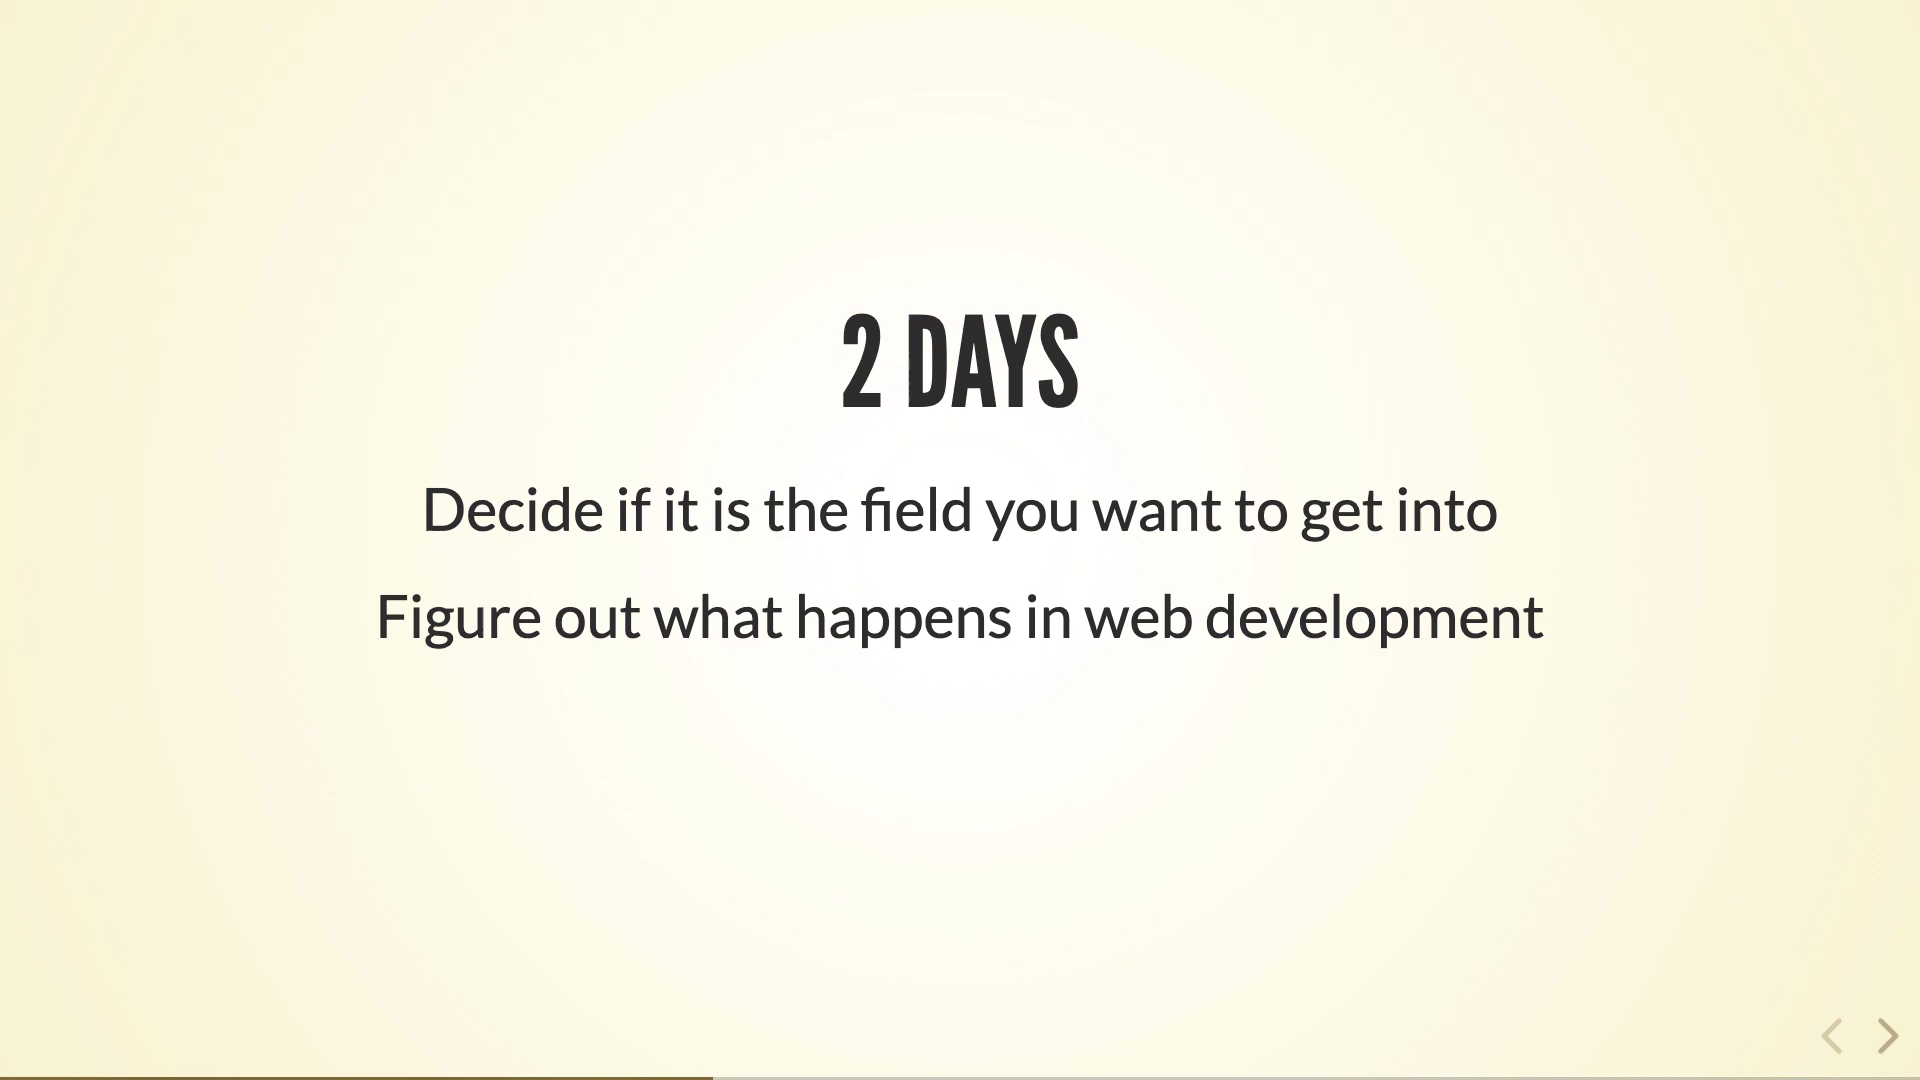 2 DAYS
Decide if it is the field you want to get into
Figure out what happens in web development